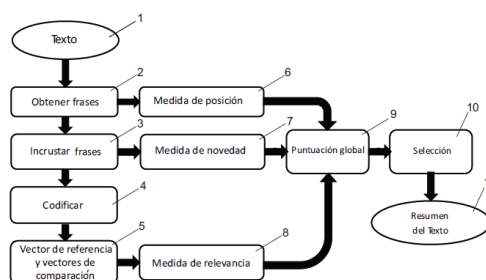 1
Texto
2
Obtener frases
6
Medida de posición
3
Incrustar frases
7
Medida de novedad
9
Puntuación global
10
Selección
4
Codificar
5
Vector de referencia
y vectores de
comparación
8
Medida de relevancia
Resumen
del Texto